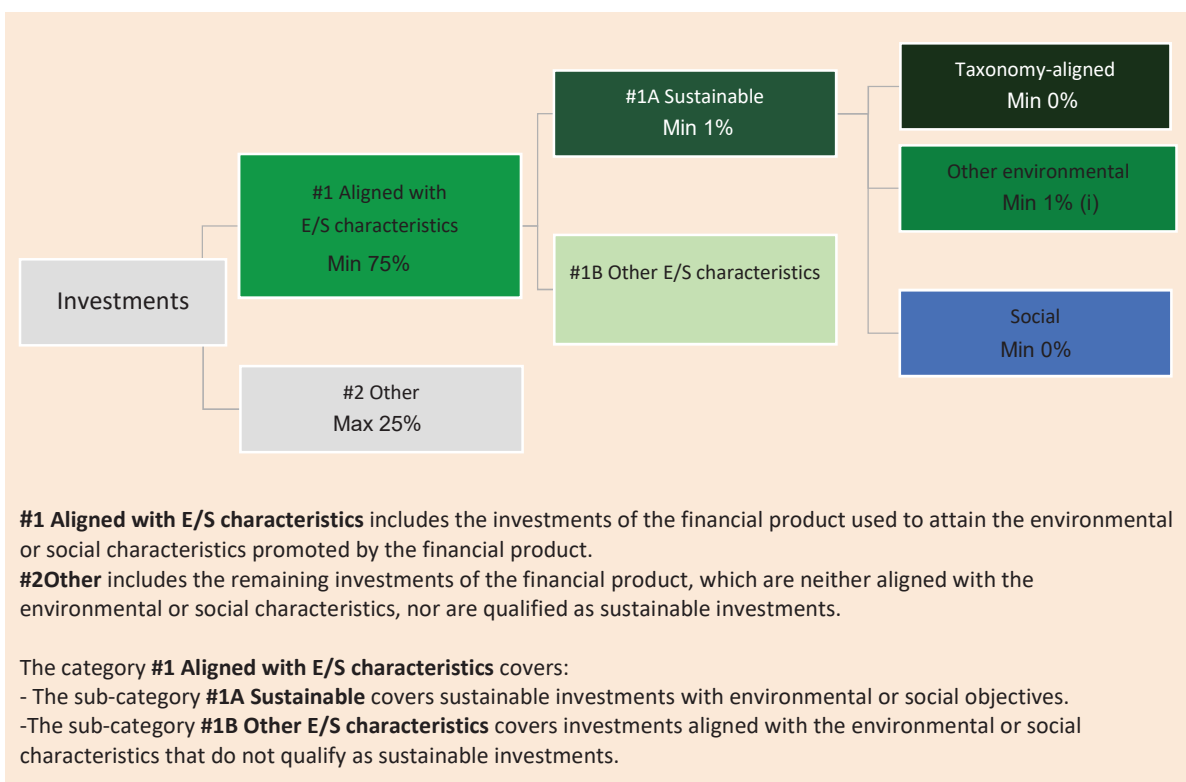 Investments
#1 Aligned with
E/S characteristics
Min 75%
#2 Other
Max 25%
#1A Sustainable
Min 1%
#1B Other E/S characteristics
Taxonomy-aligned
Min 0%
Other environmental
Min 1% (i)
Social
Min 0%
#1 Aligned with E/S characteristics includes the investments of the financial product used to attain the environmental
or social characteristics promoted by the financial product.
#2Other includes the remaining investments of the financial product, which are neither aligned with the
environmental or social characteristics, nor are qualified as sustainable investments.
The category #1 Aligned with E/S characteristics covers:
- The sub-category #1A Sustainable covers sustainable investments with environmental or social objectives.
-The sub-category #1B Other E/S characteristics covers investments aligned with the environmental or social
characteristics that do not qualify as sustainable investments.